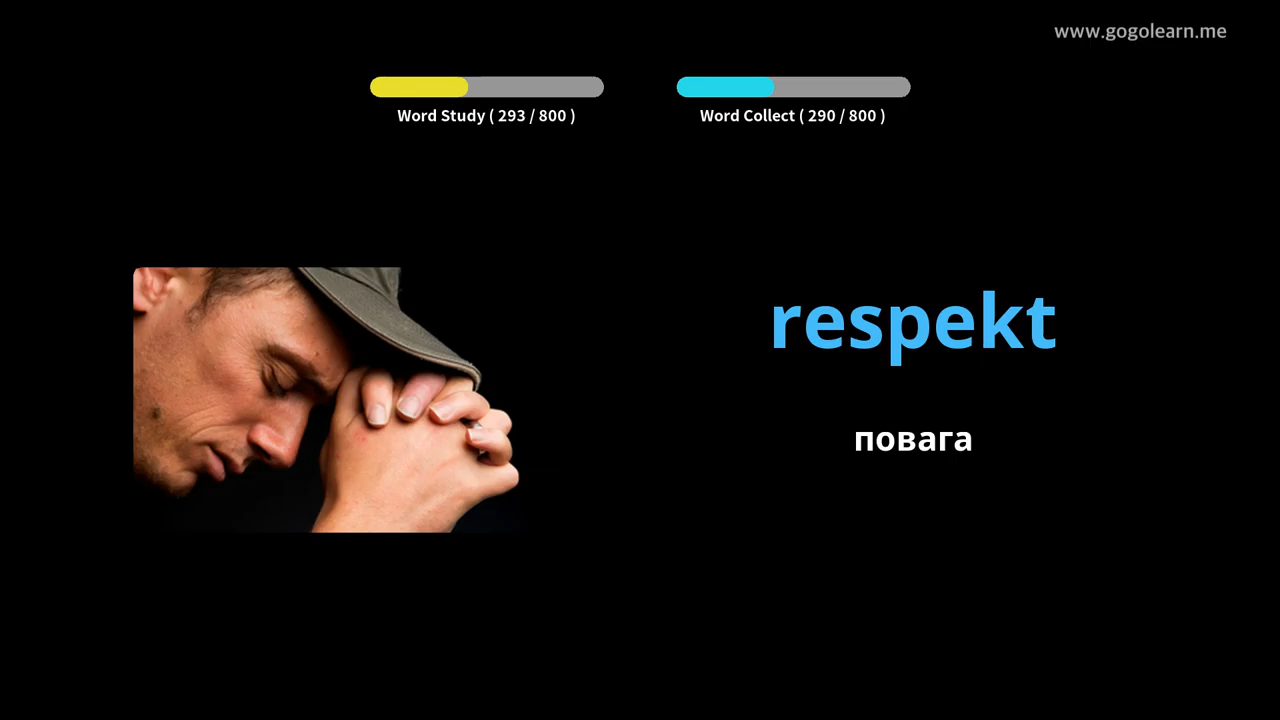 www.gogolearn.me
Word Study ( 293 / 800 )
Word Collect ( 290 / 800 )
respekt
повага